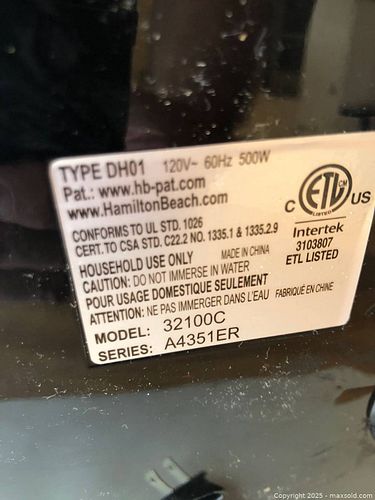 TYPE DH01 120V~ 60Hz 500W
Pat.: www.hb-pat.com
www.HamiltonBeach.com
CONFORMS TO UL STD. 1026
CERT. TO CSA STD. C22.2 NO. 1335.1 & 1335.2.9
HOUSEHOLD USE ONLY MADE IN CHINA
CAUTION: DO NOT IMMERSE IN WATER
POUR USAGE DOMESTIQUE SEULEMENT
ATTENTION: NE PAS IMMERGER DANS L'EAU FABRIQUÉ EN CHINE
MODEL: 32100C
SERIES: A4351ER
C ETL CM US
LISTED
Intertek
3103807
ETL LISTED
Copyright 2025 - maxsold.com